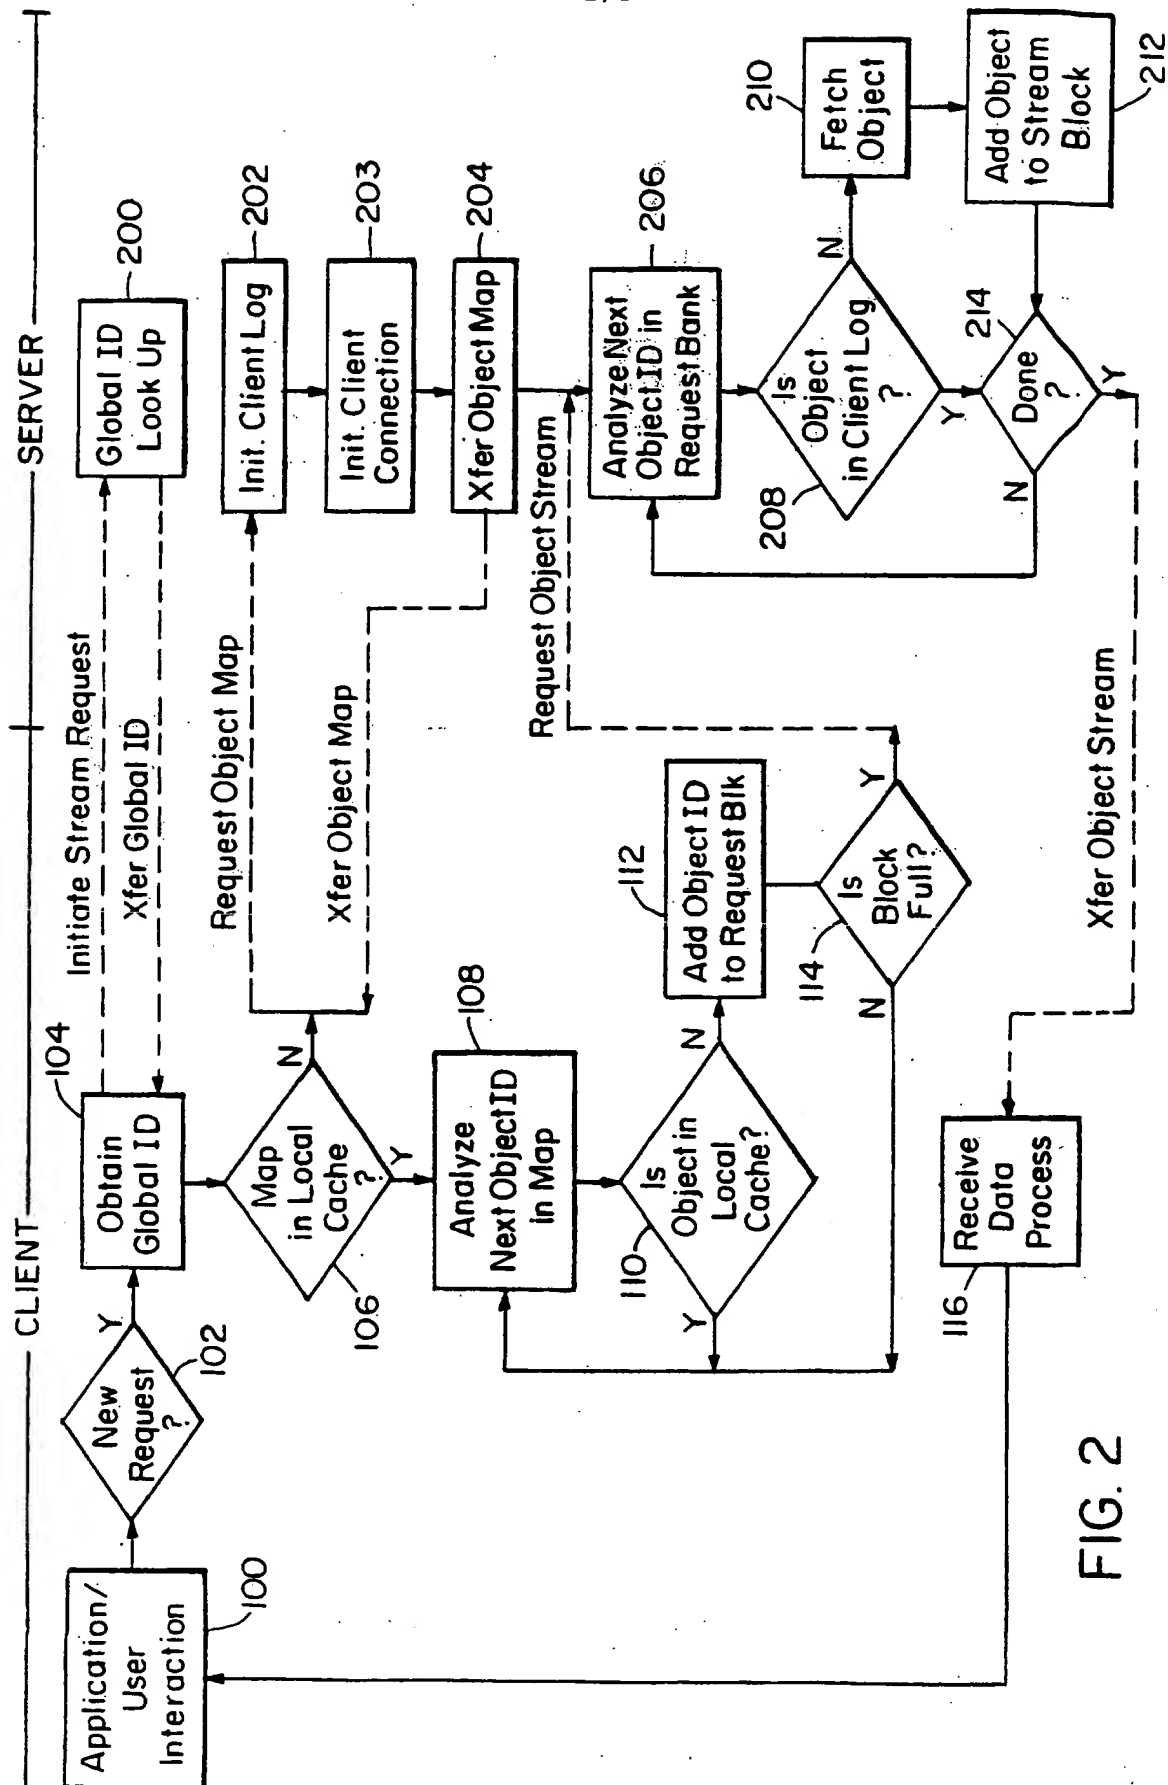 CLIENT
SERVER
Application/
User
Interaction
100
New
Request
?
102
Y
Obtain
Global ID
104
Initiate Stream Request
Xfer Global ID
Global ID
Look Up
200
Map
in Local
Cache
?
106
N
Y
Request Object Map
Xfer Object Map
Init. Client Log
202
Init. Client
Connection
203
Xfer Object Map
204
Analyze
Next Object ID
in Map
108
Is
Object in
Local
Cache?
110
Y
N
Add Object ID
to Request Blk
112
Is
Block
Full?
114
N
Y
Request Object Stream
Analyze Next
Object ID in
Request Bank
206
Is
Object
in Client Log
?
208
N
Y
Fetch
Object
210
Add Object
to Stream
Block
212
Done
?
214
N
Y
Xfer Object Stream
Receive
Data
Process
116
FIG. 2